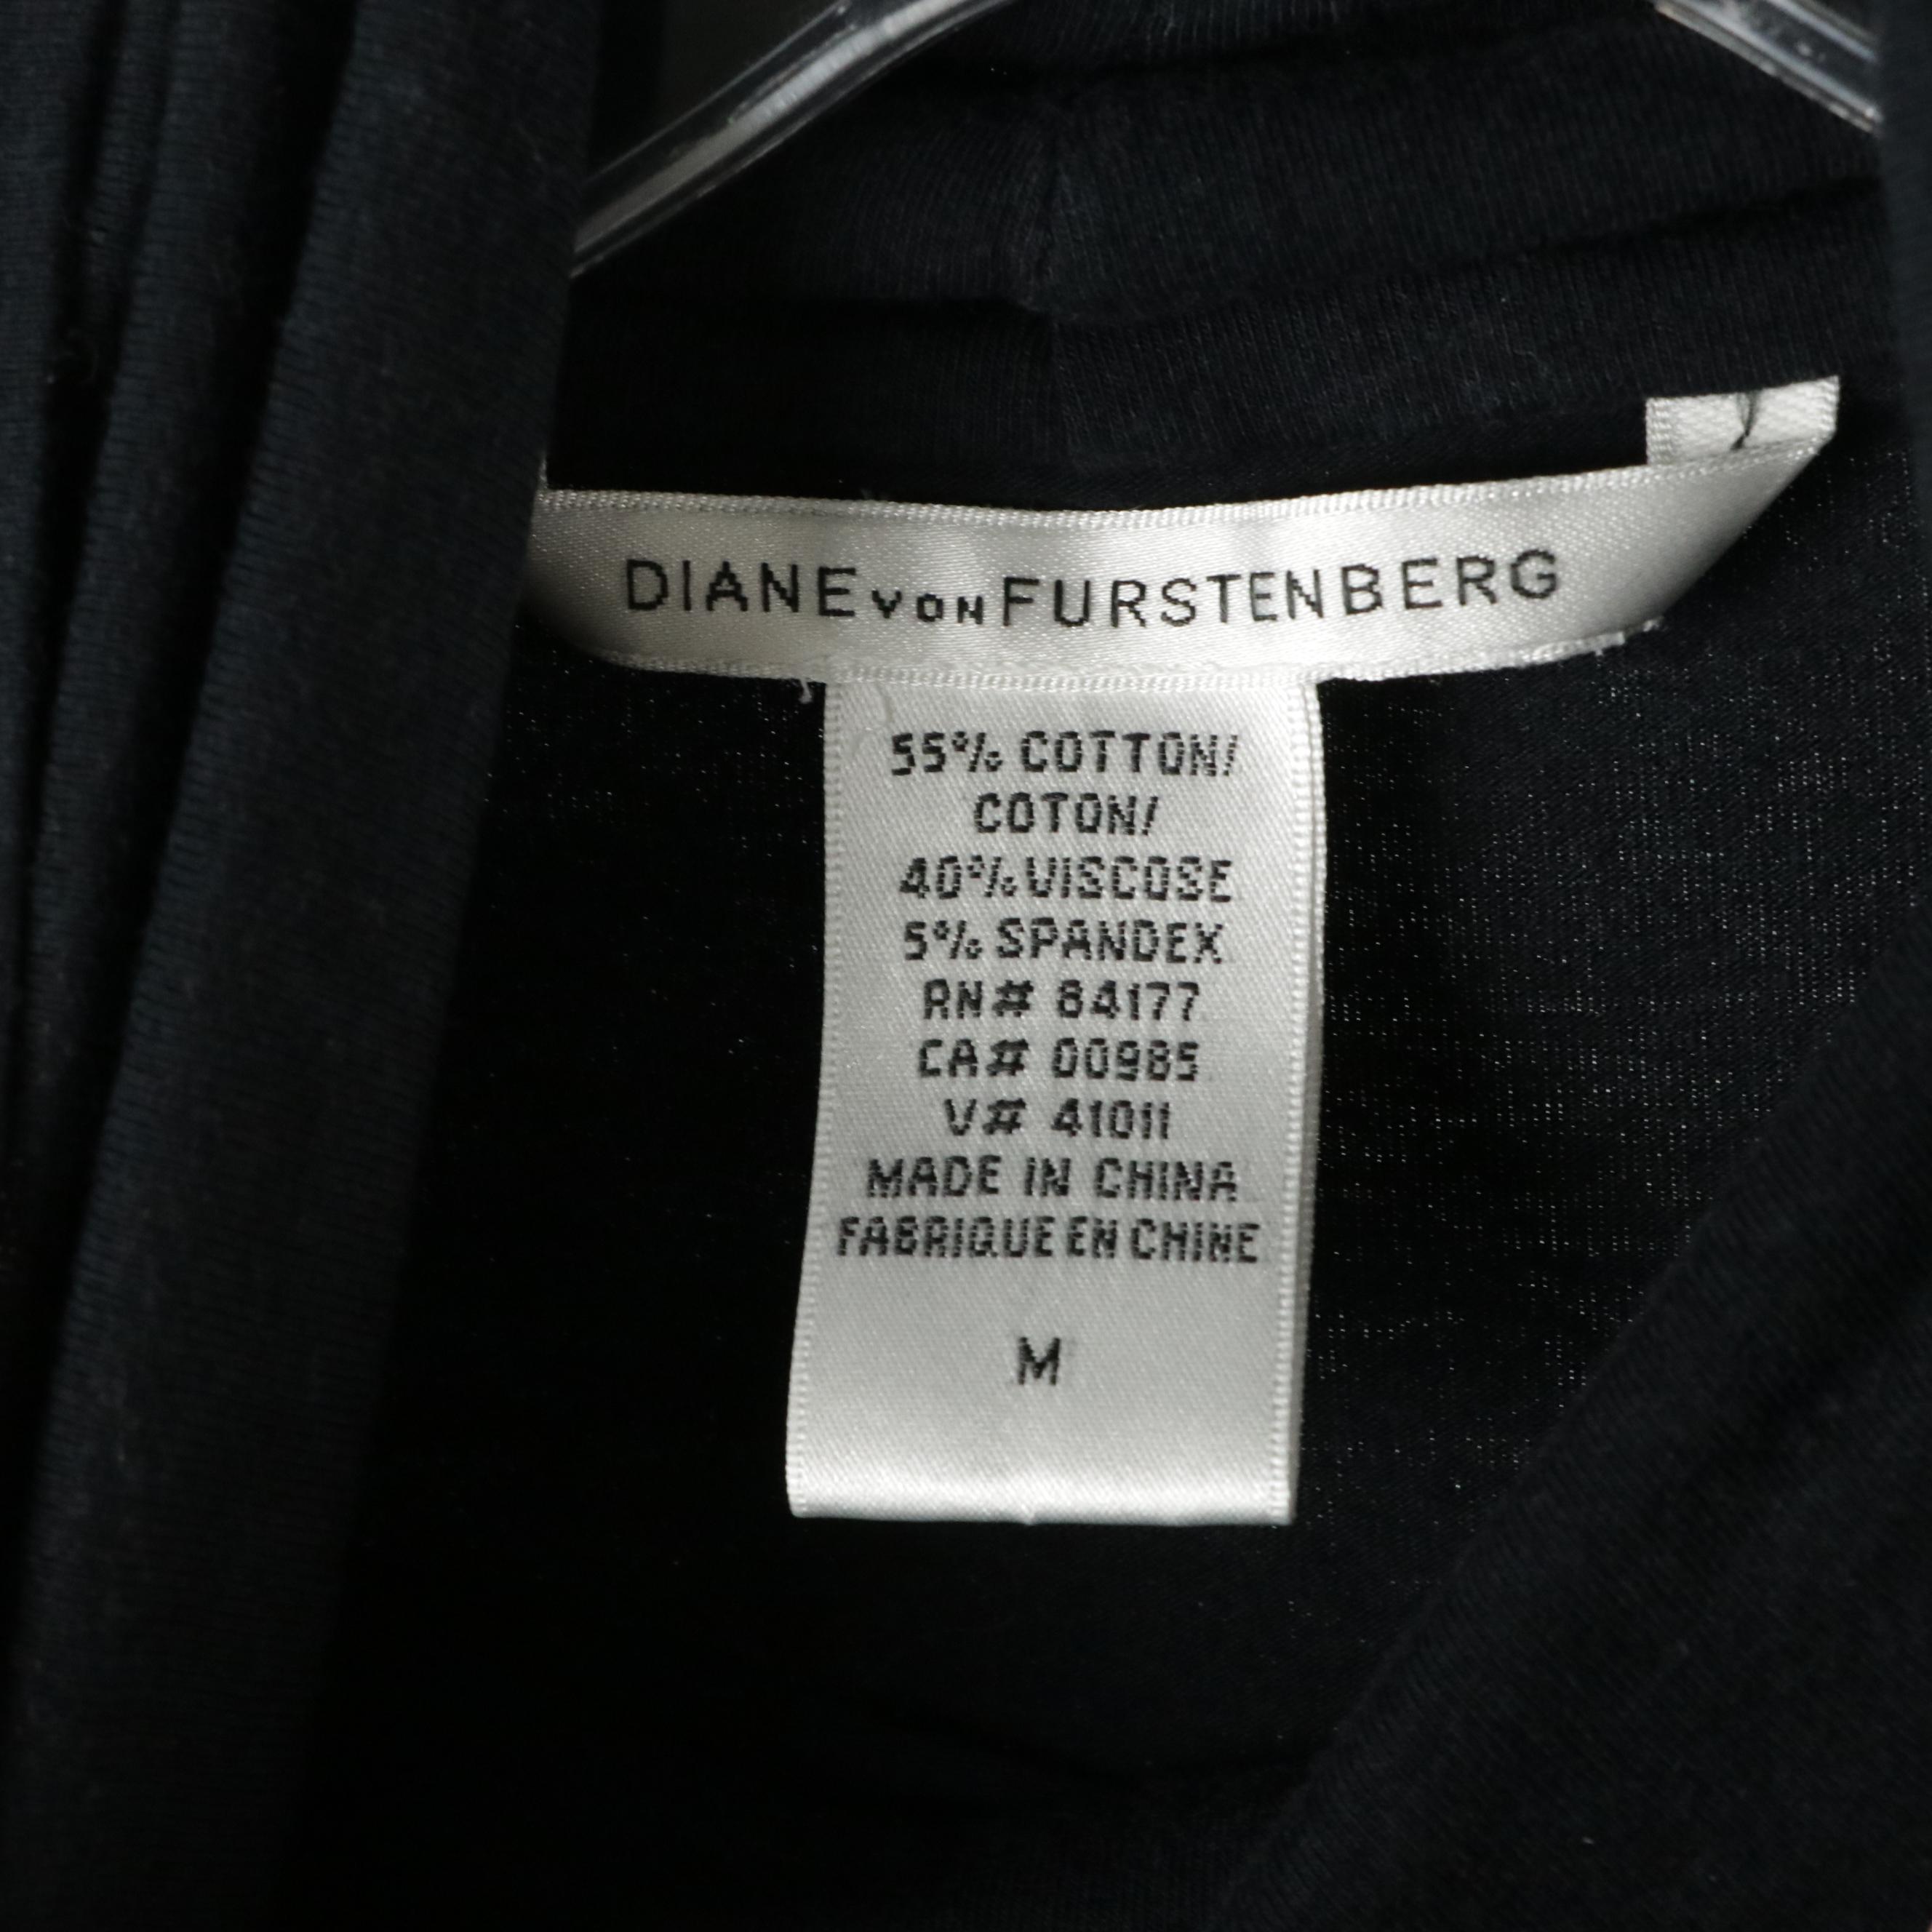 DIANE VON FURSTENBERG
55% COTTON/
COTON/
40% VISCOSE
5% SPANDEX
RN# 84177
CA# 00985
V# 41011
MADE IN CHINA
FABRIQUE EN CHINE
M